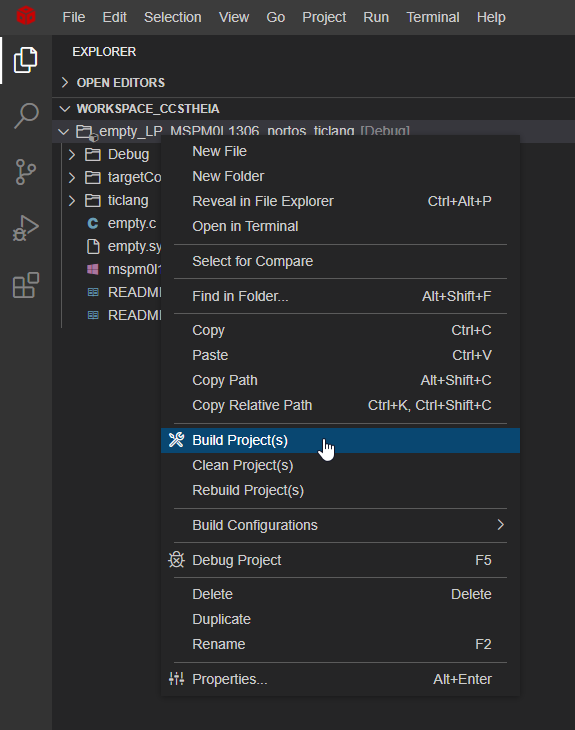 File Edit Selection View Go Project Run Terminal Help
EXPLORER
OPEN EDITORS
WORKSPACE_CCSTHEIA
empty_LP_MSPM0L1306_nortos_ticlang [Debug]
Debug
targetCo
ticlang
empty.c
empty.sy
mspm0l1
READM
READM
New File
New Folder
Reveal in File Explorer Ctrl+Alt+P
Open in Terminal
Select for Compare
Find in Folder... Alt+Shift+F
Copy Ctrl+C
Paste Ctrl+V
Copy Path Alt+Shift+C
Copy Relative Path Ctrl+K, Ctrl+Shift+C
Build Project(s)
Clean Project(s)
Rebuild Project(s)
Build Configurations
Debug Project F5
Delete Delete
Duplicate
Rename F2
Properties... Alt+Enter